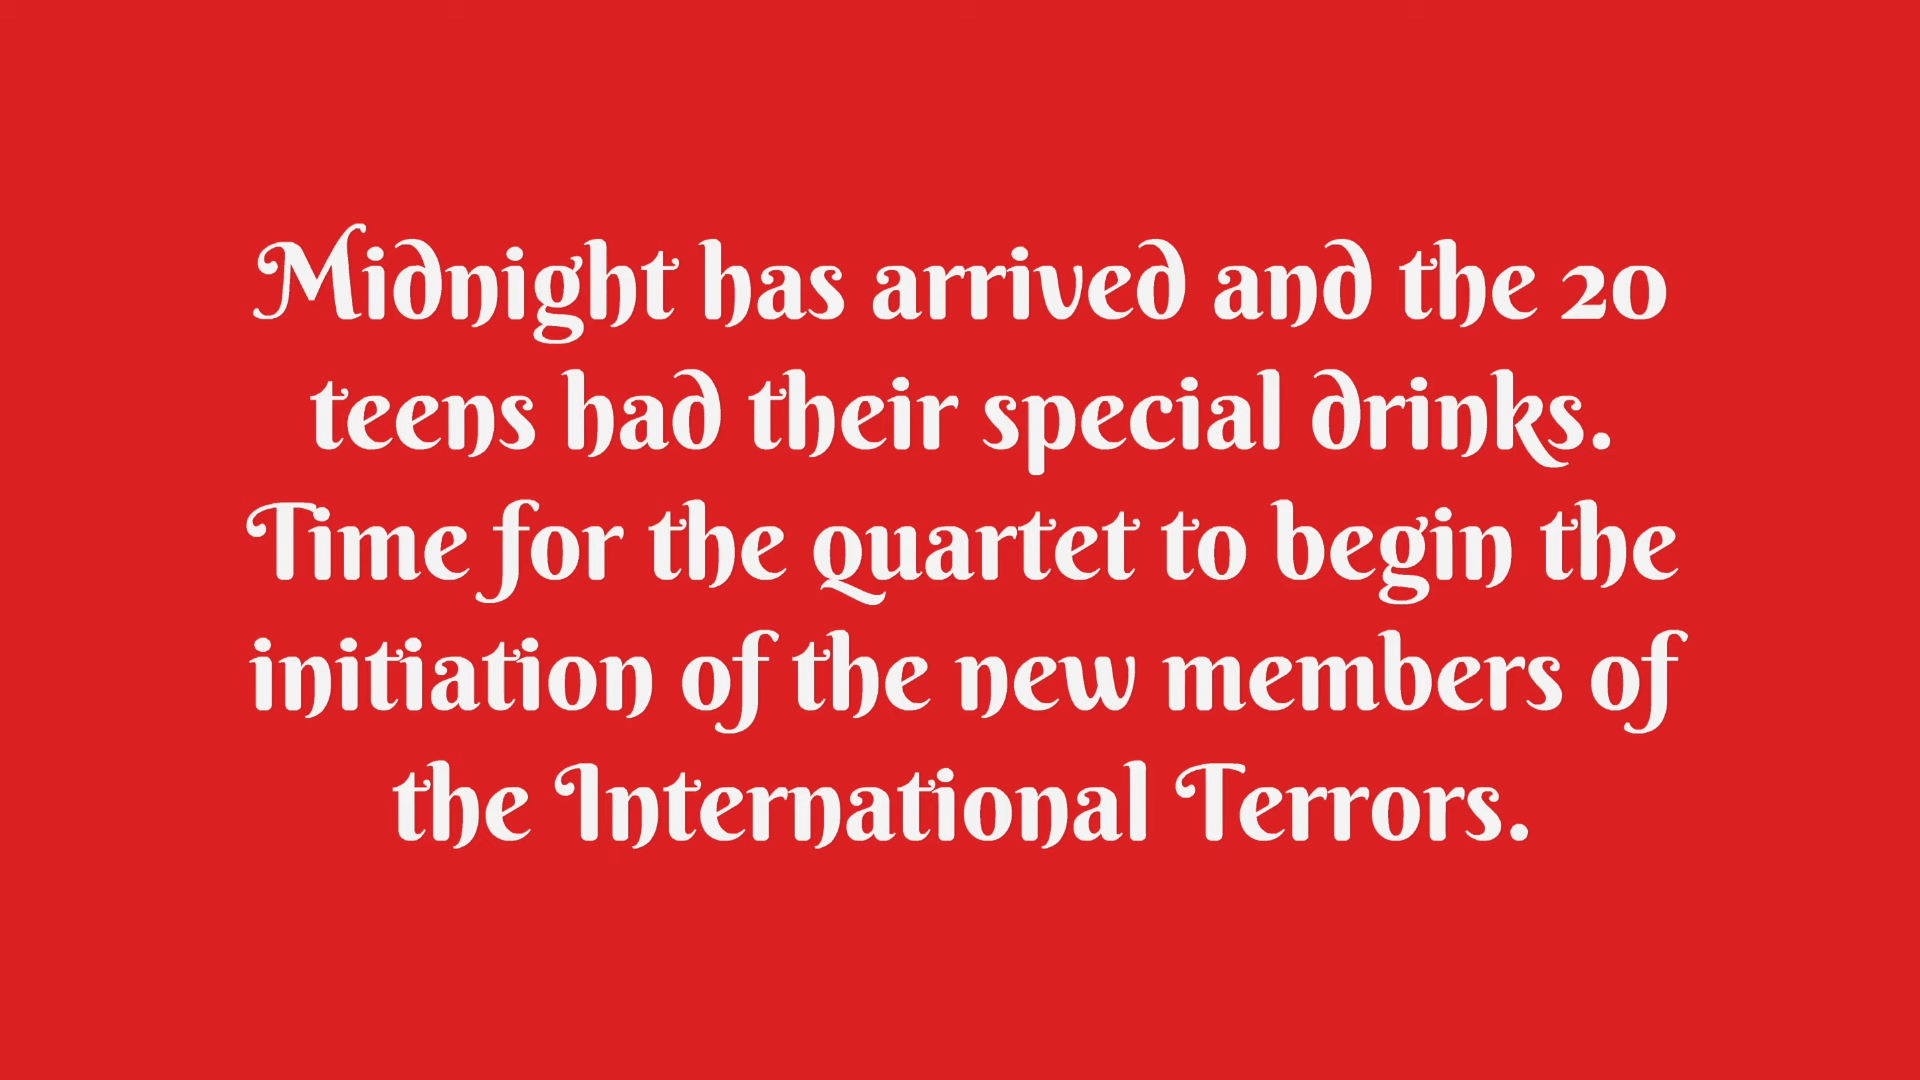 Midnight has arrived and the 20
teens had their special drinks.
Time for the quartet to begin the
initiation of the new members of
the International Terrors.